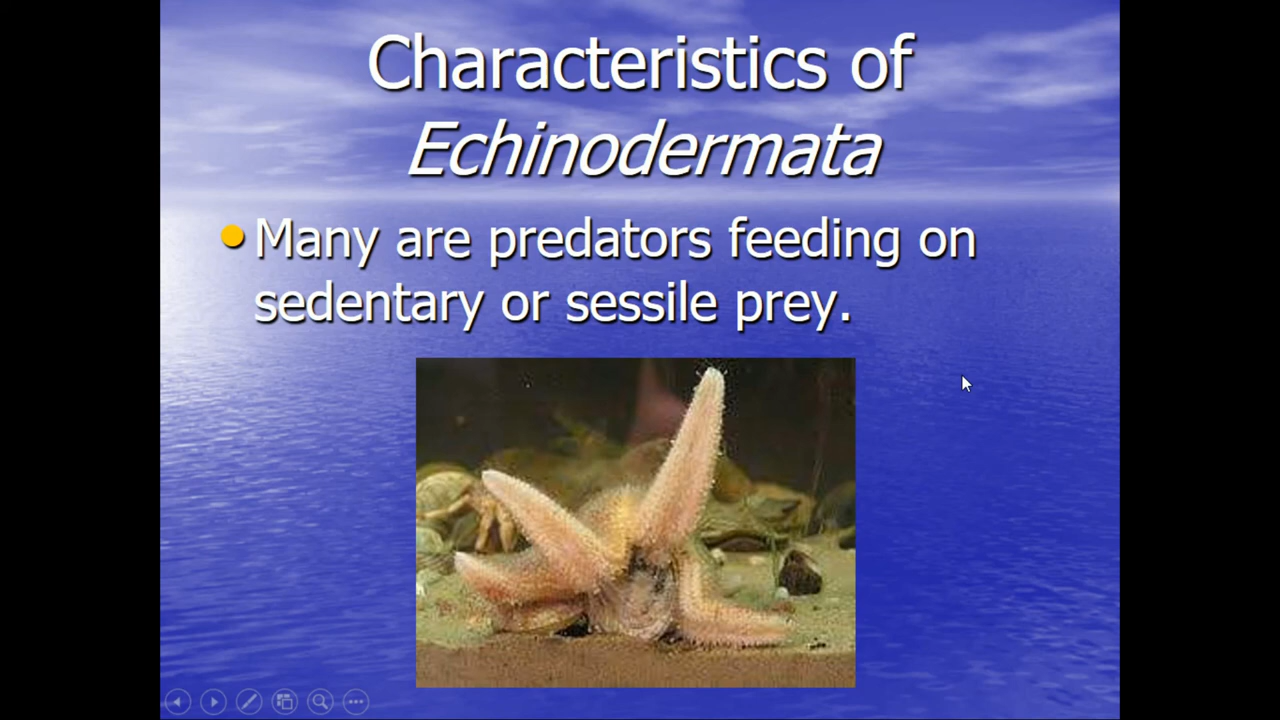 Characteristics of
Echinodermata
Many are predators feeding on
sedentary or sessile prey.